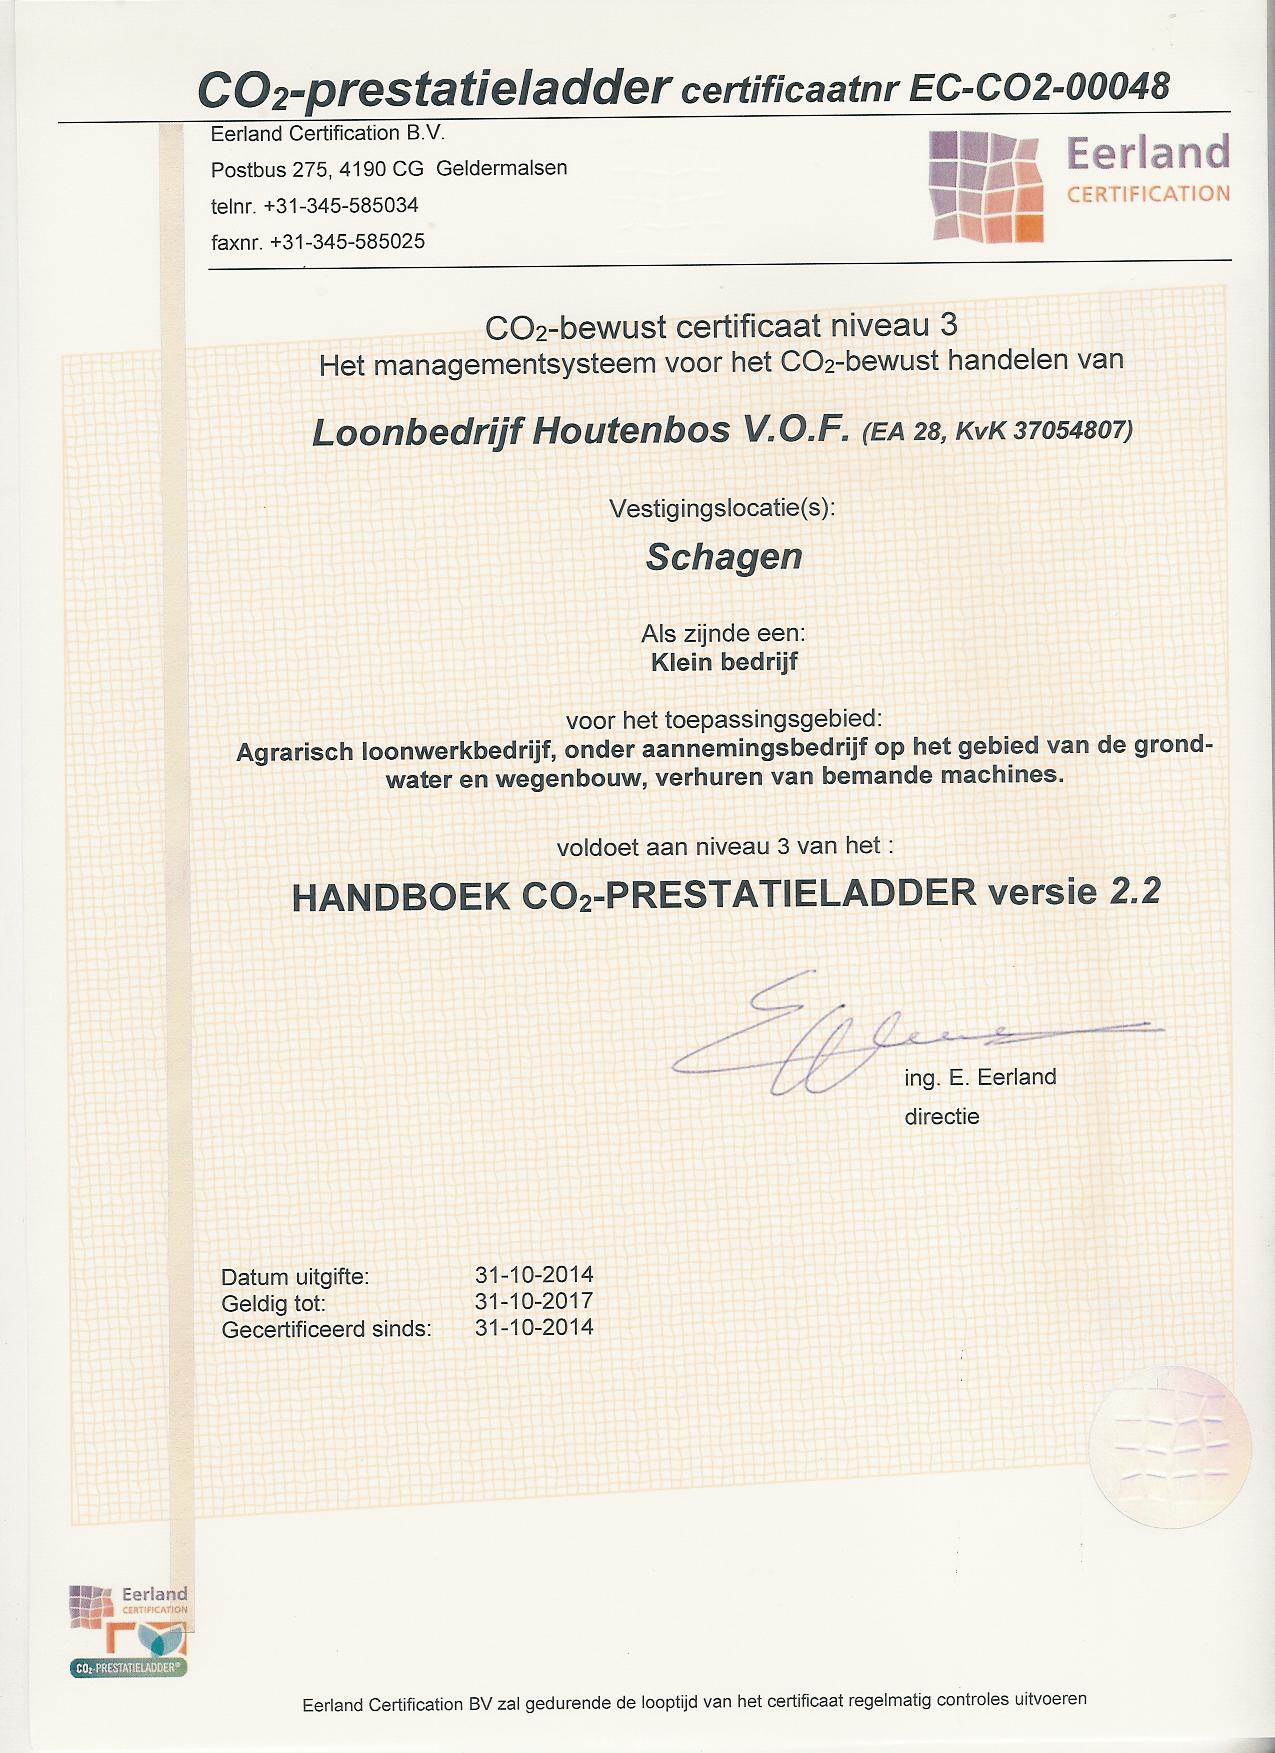 CO2-prestatieladder certificaatnr EC-CO2-00048
Eerland Certification B.V.
Postbus 275, 4190 CG Geldermalsen
telnr. +31-345-585034
faxnr. +31-345-585025
Eerland
CERTIFICATION
CO2-bewust certificaat niveau 3
Het managementsysteem voor het CO2-bewust handelen van
Loonbedrijf Houtenbos V.O.F. (EA 28, KvK 37054807)
Vestigingslocatie(s):
Schagen
Als zijnde een:
Klein bedrijf
voor het toepassingsgebied:
Agrarisch loonwerkbedrijf, onder aannemingsbedrijf op het gebied van de grond-
water en wegenbouw, verhuren van bemande machines.
voldoet aan niveau 3 van het :
HANDBOEK CO2-PRESTATIELADDER versie 2.2
ing. E. Eerland
directie
Datum uitgifte: 31-10-2014
Geldig tot: 31-10-2017
Gecertificeerd sinds: 31-10-2014
Eerland
CERTIFICATION
CO2-PRESTATIELADDER®
Eerland Certification BV zal gedurende de looptijd van het certificaat regelmatig controles uitvoeren